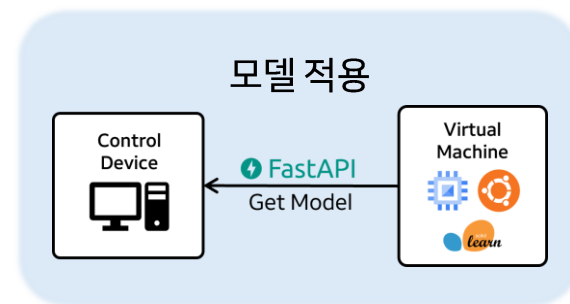 모델 적용
Control
Device
FastAPI
Get Model
Virtual
Machine
learn